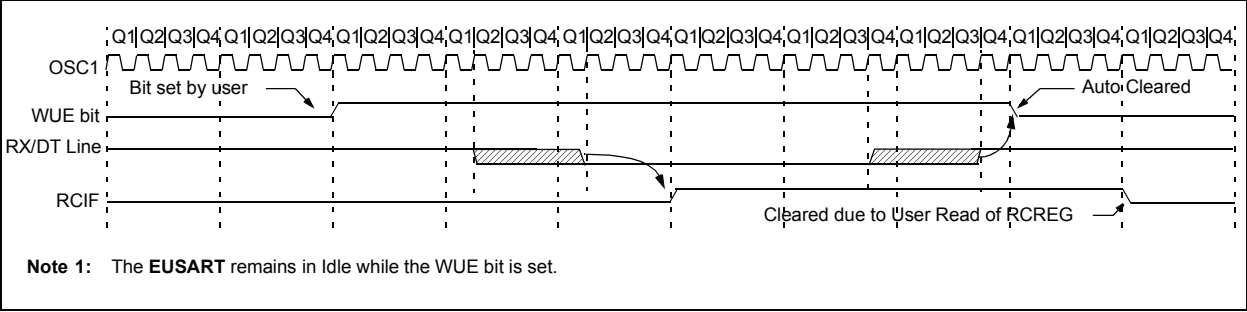 Q1|Q2|Q3|Q4 Q1|Q2|Q3|Q4 Q1|Q2|Q3|Q4 Q1|Q2|Q3|Q4 Q1|Q2|Q3|Q4 Q1|Q2|Q3|Q4 Q1|Q2|Q3|Q4 Q1|Q2|Q3|Q4 Q1|Q2|Q3|Q4 Q1|Q2|Q3|Q4
OSC1
Bit set by user
Auto Cleared
WUE bit
RX/DT Line
RCIF
Cleared due to User Read of RCREG
Note 1: The EUSART remains in Idle while the WUE bit is set.